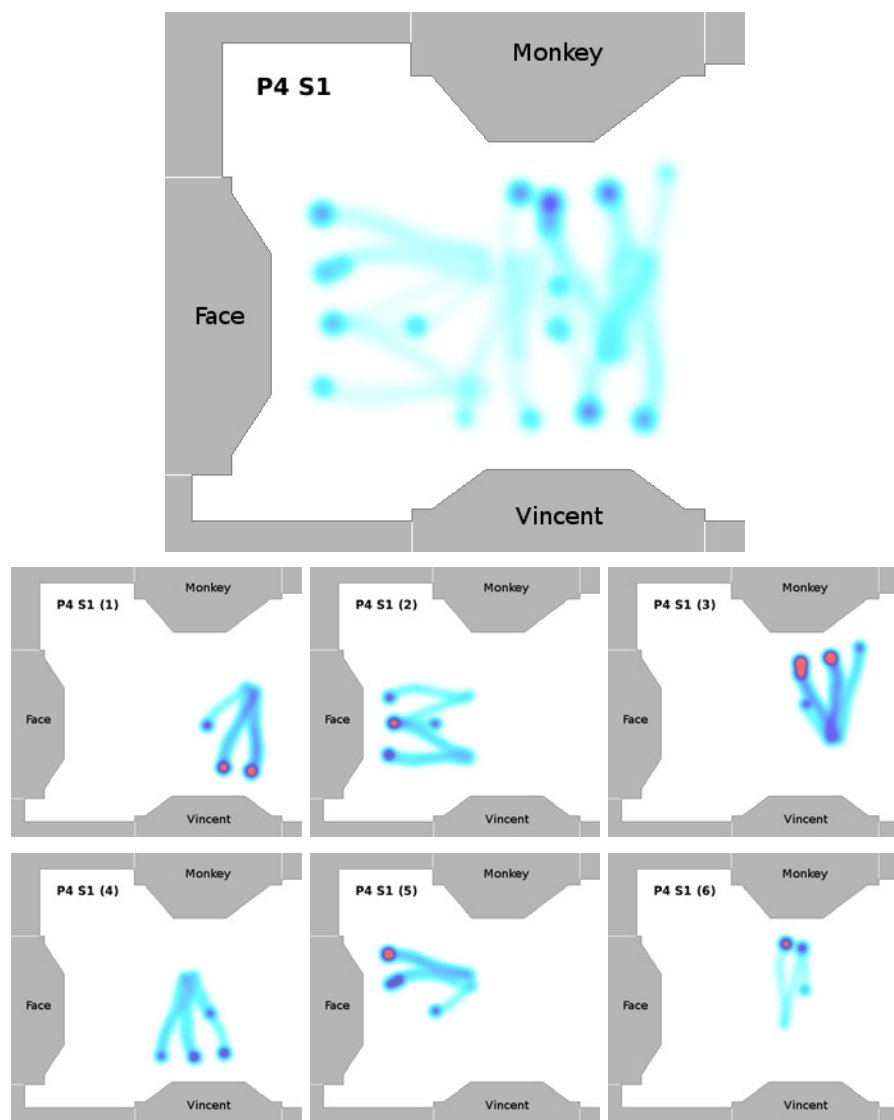 Monkey
P4 S1
Face
Vincent
Monkey
P4 S1 (1)
Face
Vincent
Monkey
P4 S1 (2)
Face
Vincent
Monkey
P4 S1 (3)
Face
Vincent
Monkey
P4 S1 (4)
Face
Vincent
Monkey
P4 S1 (5)
Face
Vincent
Monkey
P4 S1 (6)
Face
Vincent